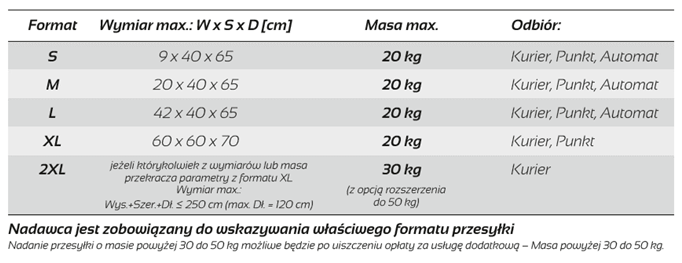 Format Wymiar max.: W x S x D [cm] Masa max. Odbiór:
S 9 x 40 x 65 20 kg Kurier, Punkt, Automat
M 20 x 40 x 65 20 kg Kurier, Punkt, Automat
L 42 x 40 x 65 20 kg Kurier, Punkt, Automat
XL 60 x 60 x 70 20 kg Kurier, Punkt
2XL jeżeli którykolwiek z wymiarów lub masa 30 kg Kurier
przekracza parametry z formatu XL
Wymiar max.: (z opcją rozszerzenia
Wys.+Szer.+Dł. ≤ 250 cm (max. Dł. = 120 cm) do 50 kg)
Nadawca jest zobowiązany do wskazywania właściwego formatu przesyłki
Nadanie przesyłki o masie powyżej 30 do 50 kg możliwe będzie po uiszczeniu opłaty za usługę dodatkową – Masa powyżej 30 do 50 kg.